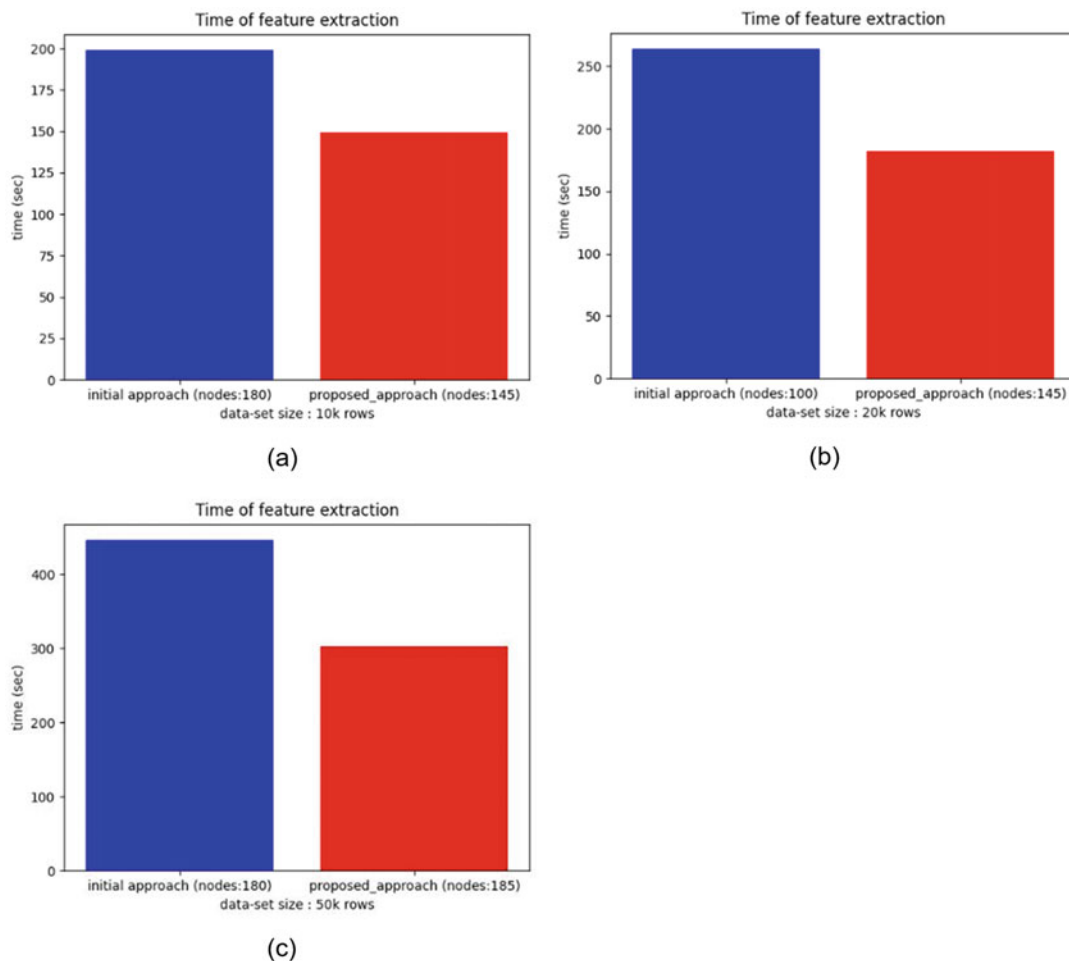 Time of feature extraction
time (sec)
200
175
150
125
100
75
50
25
0
initial approach (nodes:180) proposed_approach (nodes:145)
data-set size : 10k rows
(a)
Time of feature extraction
time (sec)
250
200
150
100
50
0
initial approach (nodes:100) proposed_approach (nodes:145)
data-set size : 20k rows
(b)
Time of feature extraction
time (sec)
400
300
200
100
0
initial approach (nodes:180) proposed_approach (nodes:185)
data-set size : 50k rows
(c)